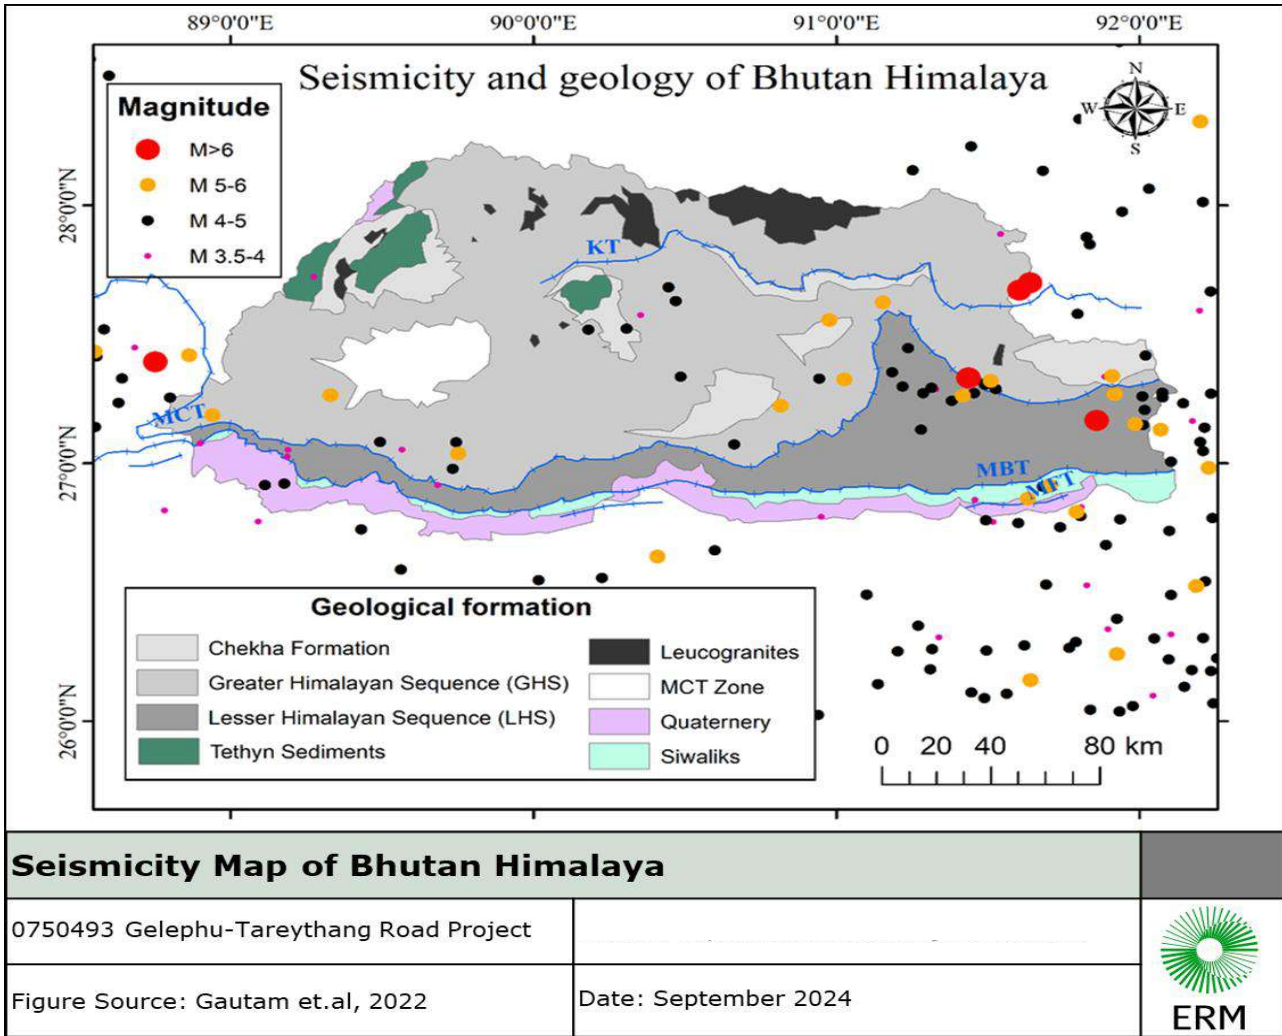 89°0'0"E 90°0'0"E 91°0'0"E 92°0'0"E
Seismicity and geology of Bhutan Himalaya
N
W E
S
Magnitude
M>6
M 5-6
M 4-5
M 3.5-4
28°0'0"N
27°0'0"N
26°0'0"N
KT
MCT
MBT
MFT
Geological formation
Chekha Formation
Greater Himalayan Sequence (GHS)
Lesser Himalayan Sequence (LHS)
Tethyn Sediments
Leucogranites
MCT Zone
Quaternery
Siwaliks
0 20 40 80 km
Seismicity Map of Bhutan Himalaya
0750493 Gelephu-Tareythang Road Project
Figure Source: Gautam et.al, 2022
Date: September 2024
ERM